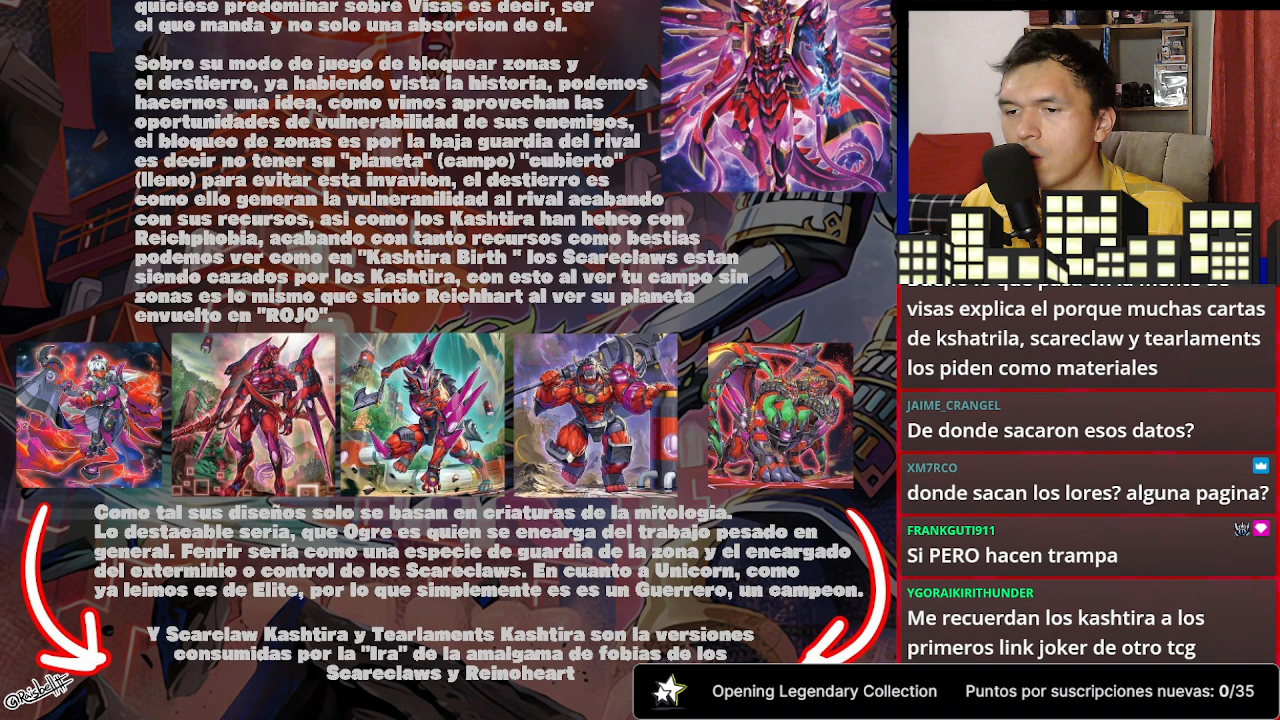 quiciese predominar sobre Visas es decir, ser
el que manda y no solo una absorcion de el.
Sobre su modo de juego de bloquear zonas y
el destierro, ya habiendo vista la historia, podemos
hacernos una idea, como vimos aprovechan las
oportunidades de vulnerabilidad de sus enemigos,
el bloqueo de zonas es por la baja guardia del rival
es decir no tener su "planeta" (campo) "cubierto"
(lleno) para evitar esta invavion, el destierro es
como ello generan la vulneranilidad al rival acabando
con sus recursos, asi como los Kashtira han hehco con
Reichphobia, acabando con tanto recursos como bestias
podemos ver como en "Kashtira Birth " los Scareclaws estan
siendo cazados por los Kashtira, con esto al ver tu campo sin
zonas es lo mismo que sintio Reichhart al ver su planeta
envuelto en "ROJO".
Como tal sus diseños solo se basan en criaturas de la mitologia.
Lo destacable seria, que Ogre es quien se encarga del trabajo pesado en
general. Fenrir seria como una especie de guardia de la zona y el encargado
del exterminio o control de los Scareclaws. En cuanto a Unicorn, como
ya leimos es de Elite, por lo que simplemente es es un Guerrero, un campeon.
Y Scarclaw Kashtira y Tearlaments Kashtira son la versiones
consumidas por la "Ira" de la amalgama de fobias de los
Scareclaws y Reinoheart
visas explica el porque muchas cartas
de kshatrila, scareclaw y tearlaments
los piden como materiales
JAIME_CRANGEL
De donde sacaron esos datos?
XM7RCO
donde sacan los lores? alguna pagina?
FRANKGUTI911
Si PERO hacen trampa
YGORAIKIRITHUNDER
Me recuerdan los kashtira a los
primeros link joker de otro tcg
Opening Legendary Collection Puntos por suscripciones nuevas: 0/35